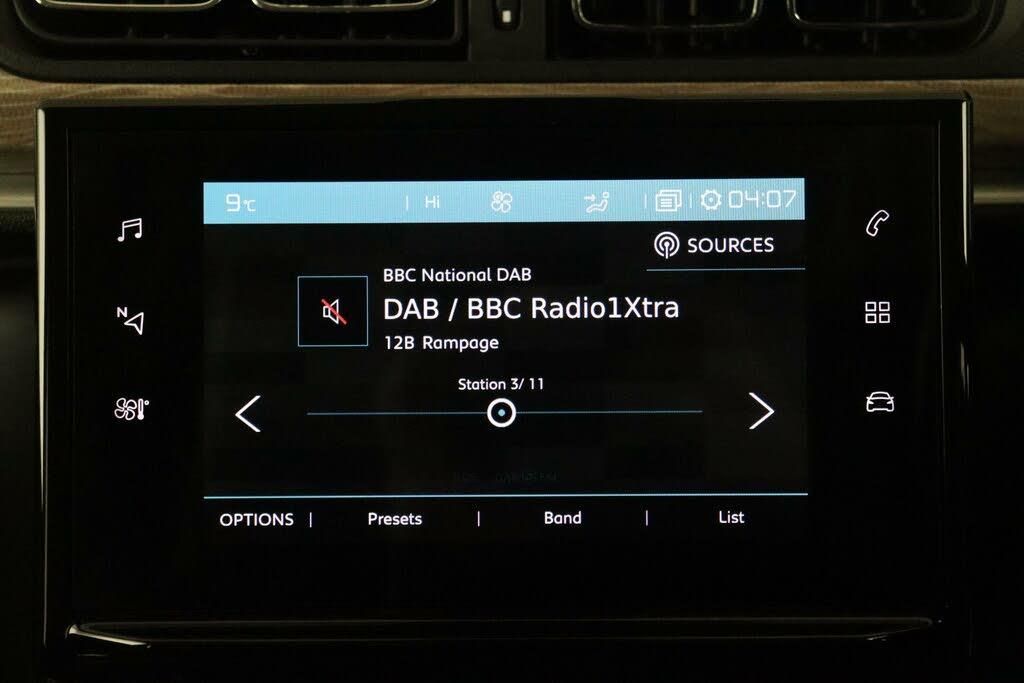 9°C | Hi | | 04:07
SOURCES
BBC National DAB
DAB / BBC Radio1Xtra
12B Rampage
Station 3/ 11
N
OPTIONS | Presets | Band | List